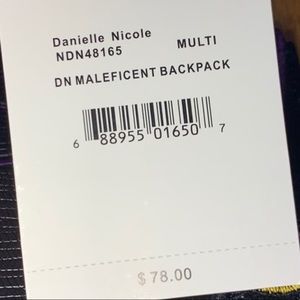 Danielle Nicole
NDN48165 MULTI
DN MALEFICENT BACKPACK
6 88955 01650 7
$78.00